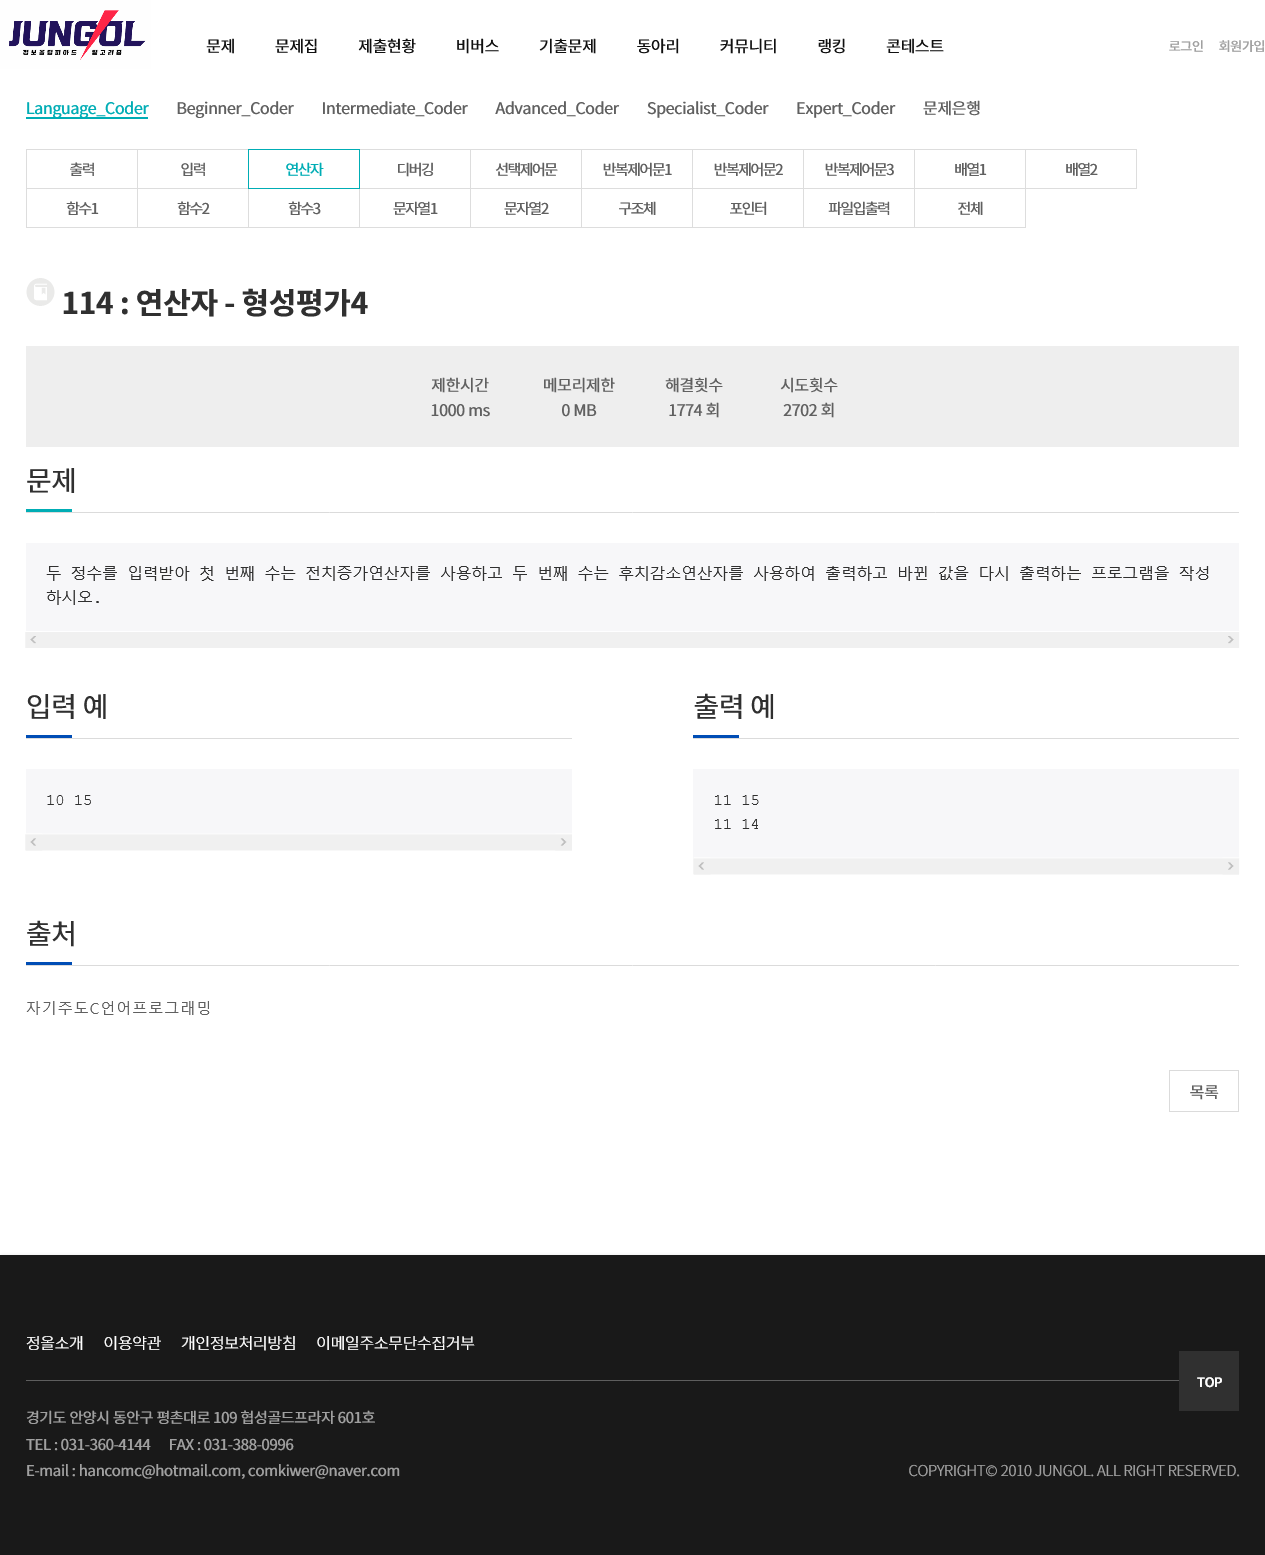 JUNGOL
정보올림피아드 알고리즘
문제 문제집 제출현황 비버스 기출문제 동아리 커뮤니티 랭킹 콘테스트 로그인 회원가입
Language_Coder Beginner_Coder Intermediate_Coder Advanced_Coder Specialist_Coder Expert_Coder 문제은행
출력 입력 연산자 디버깅 선택제어문 반복제어문1 반복제어문2 반복제어문3 배열1 배열2
함수1 함수2 함수3 문자열1 문자열2 구조체 포인터 파일입출력 전체
114 : 연산자 - 형성평가4
제한시간 메모리제한 해결횟수 시도횟수
1000 ms 0 MB 1774 회 2702 회
문제
두 정수를 입력받아 첫 번째 수는 전치증가연산자를 사용하고 두 번째 수는 후치감소연산자를 사용하여 출력하고 바뀐 값을 다시 출력하는 프로그램을 작성
하시오.
입력 예
10 15
출력 예
11 15
11 14
출처
자기주도C언어프로그래밍
목록
정올소개 이용약관 개인정보처리방침 이메일주소무단수집거부
TOP
경기도 안양시 동안구 평촌대로 109 협성골드프라자 601호
TEL : 031-360-4144 FAX : 031-388-0996
E-mail : hancomc@hotmail.com, comkiwer@naver.com
COPYRIGHT© 2010 JUNGOL. ALL RIGHT RESERVED.